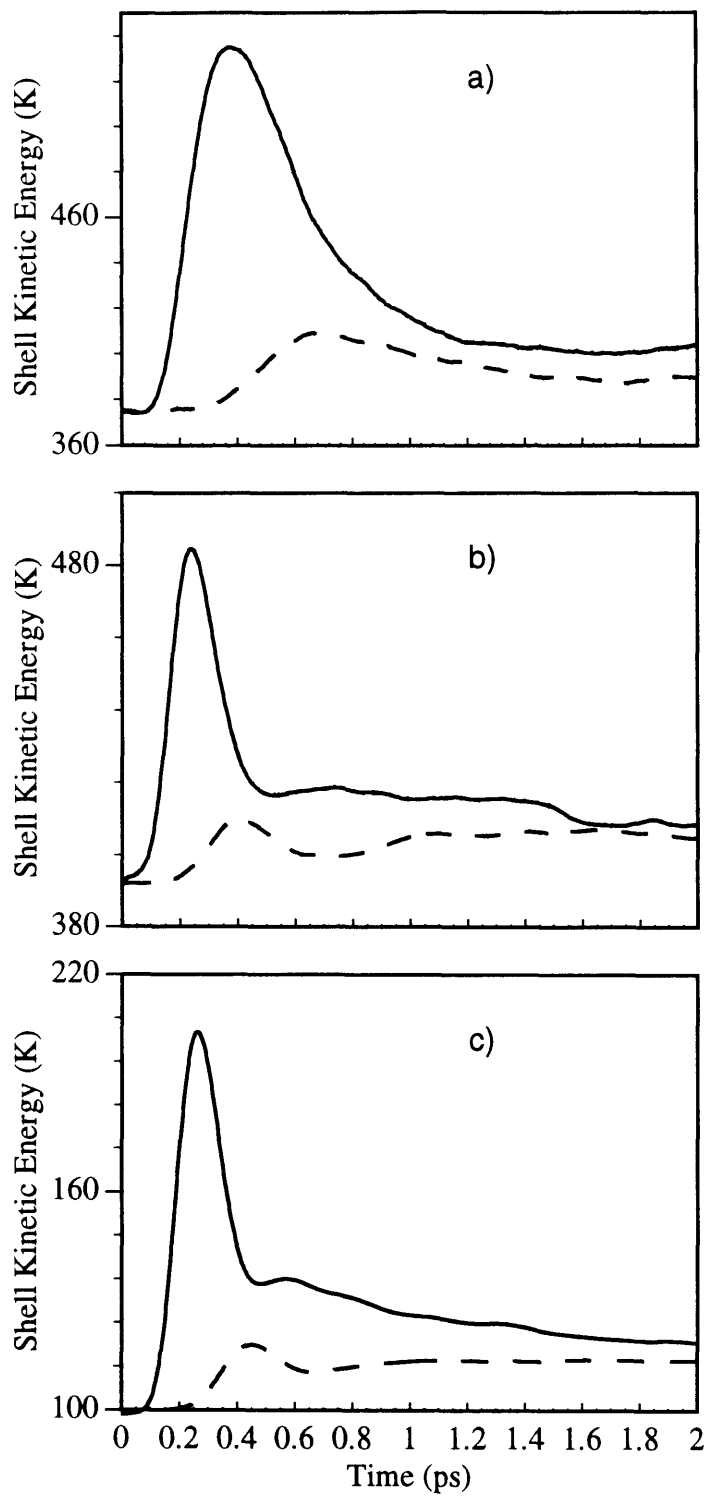 a)
Shell Kinetic Energy (K)
460
360
b)
Shell Kinetic Energy (K)
480
380
c)
Shell Kinetic Energy (K)
220
160
100
0 0.2 0.4 0.6 0.8 1 1.2 1.4 1.6 1.8 2
Time (ps)